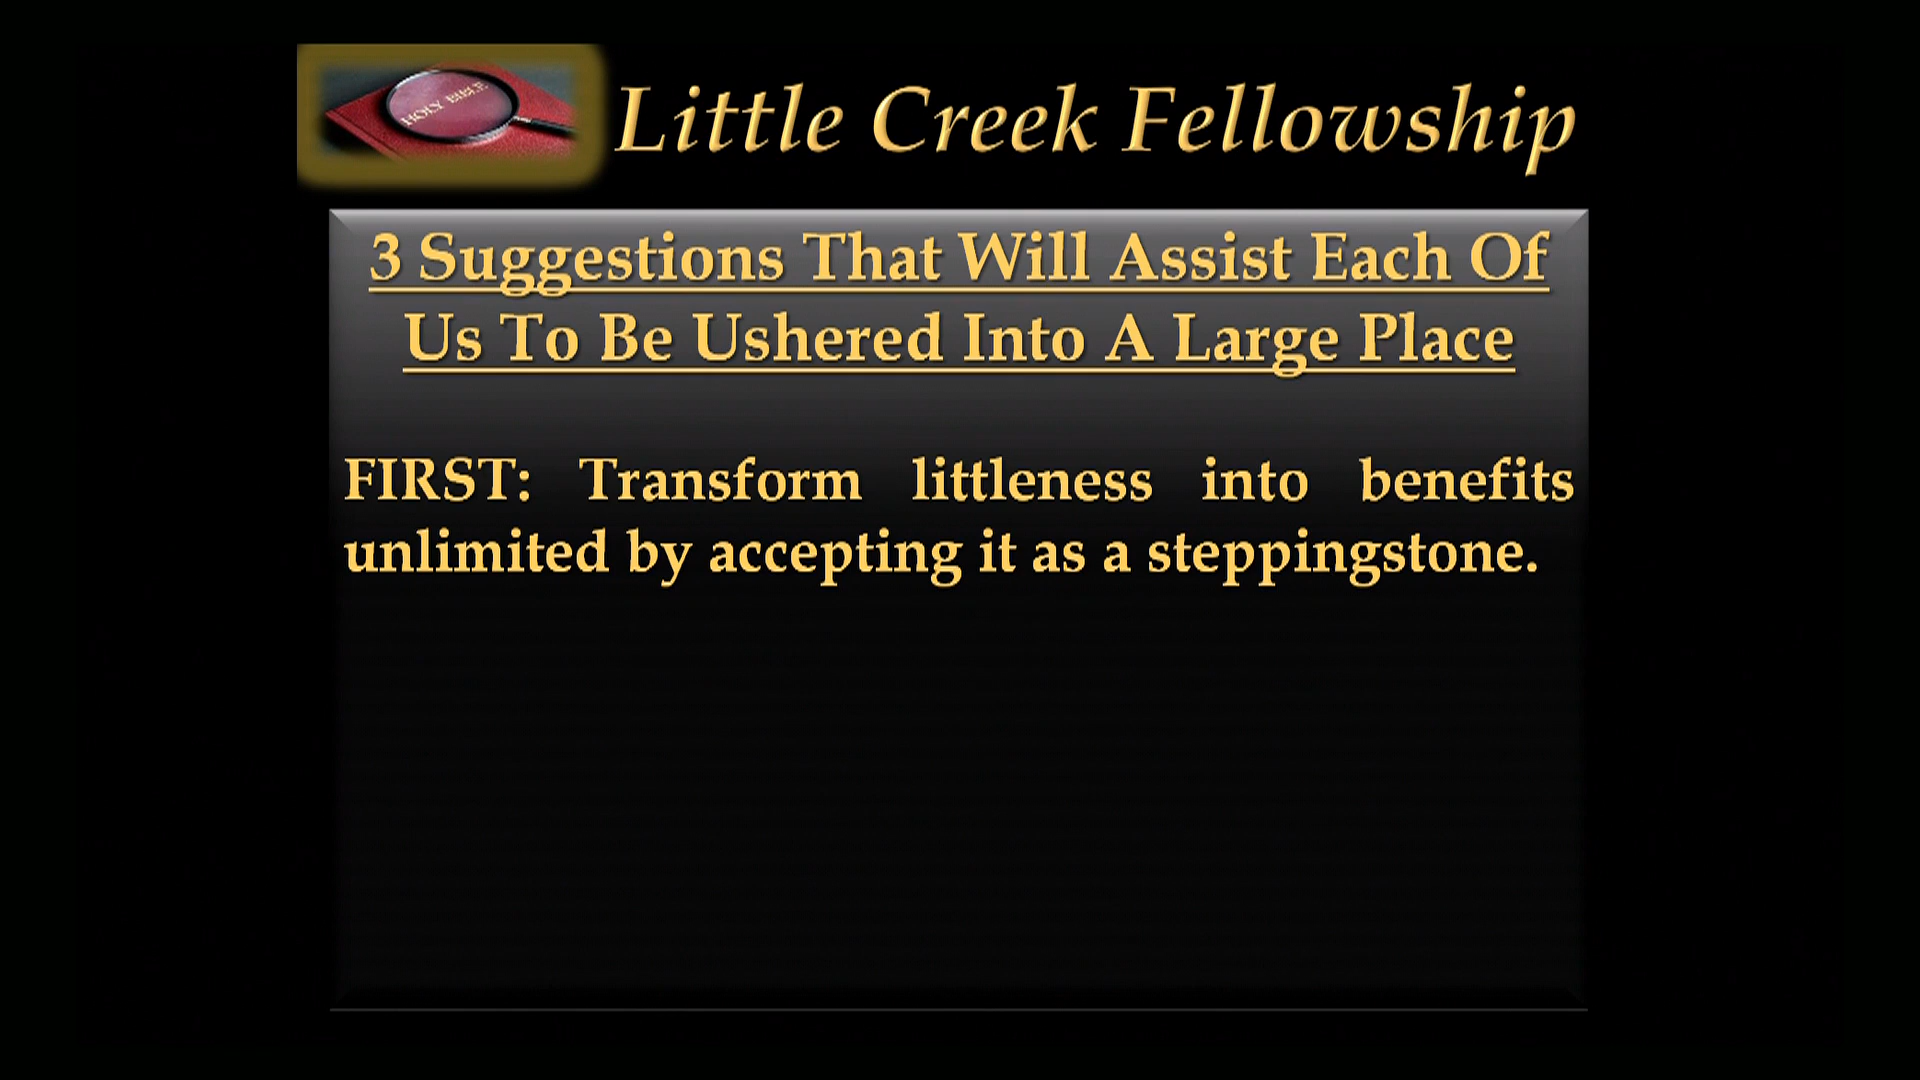 HOLY BIBLE
Little Creek Fellowship
3 Suggestions That Will Assist Each Of
Us To Be Ushered Into A Large Place
FIRST: Transform littleness into benefits
unlimited by accepting it as a steppingstone.